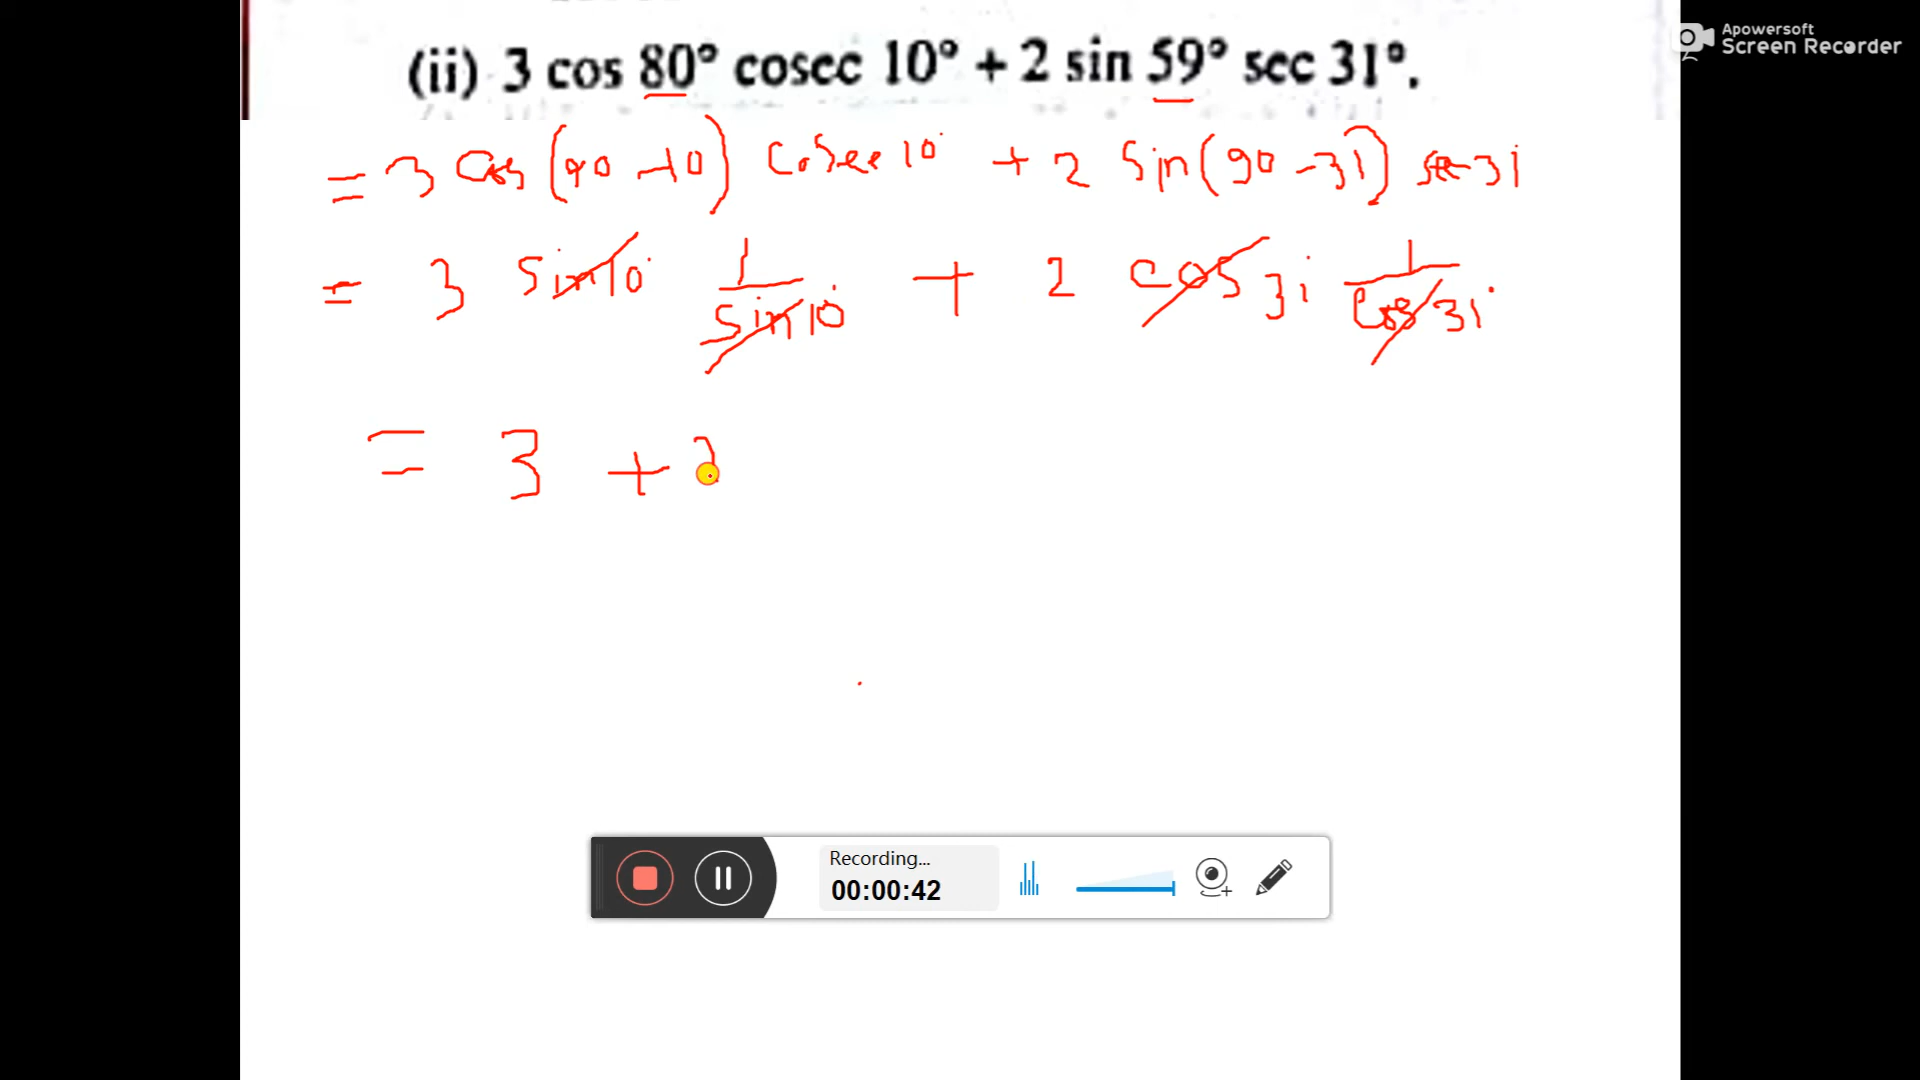 Apowersoft
Screen Recorder
(ii) 3 cos 80° cosec 10° + 2 sin 59° sec 31°.
= 3 cos (90 - 10) cosec 10° + 2 sin (90 - 31) sec 31
= 3 sin 10° 1/sin 10° + 2 cos 31 1/cos 31°
= 3 + 2
Recording...
00:00:42